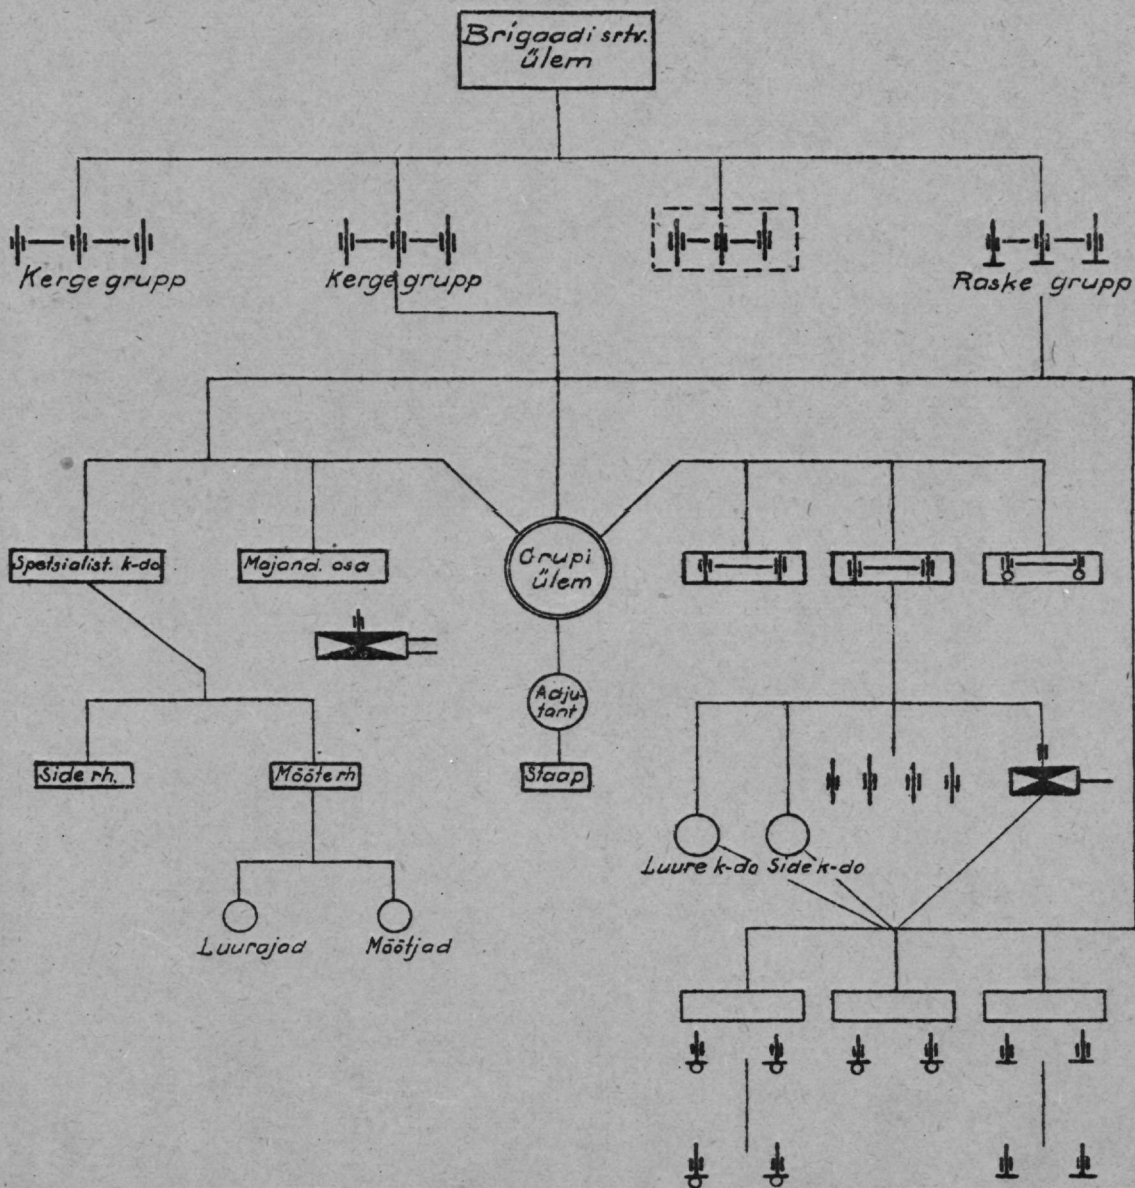 Brigaadi srtv.
ülem
Kerge grupp
Kerge grupp
Raske grupp
Spetsialist. k-do
Majand. osa
Grupi
ülem
Adju-
tant
Side rh.
Mõõte rh
Staap
Luure k-do
Side k-do
Luurajad
Mõõtjad